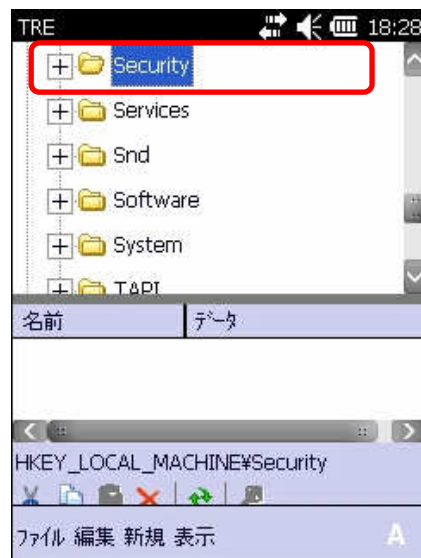 TRE 18:28
Security
Services
Snd
Software
System
TAPI
名前 ﾃﾞｰﾀ
HKEY_LOCAL_MACHINE¥Security
ﾌｧｲﾙ 編集 新規 表示 A